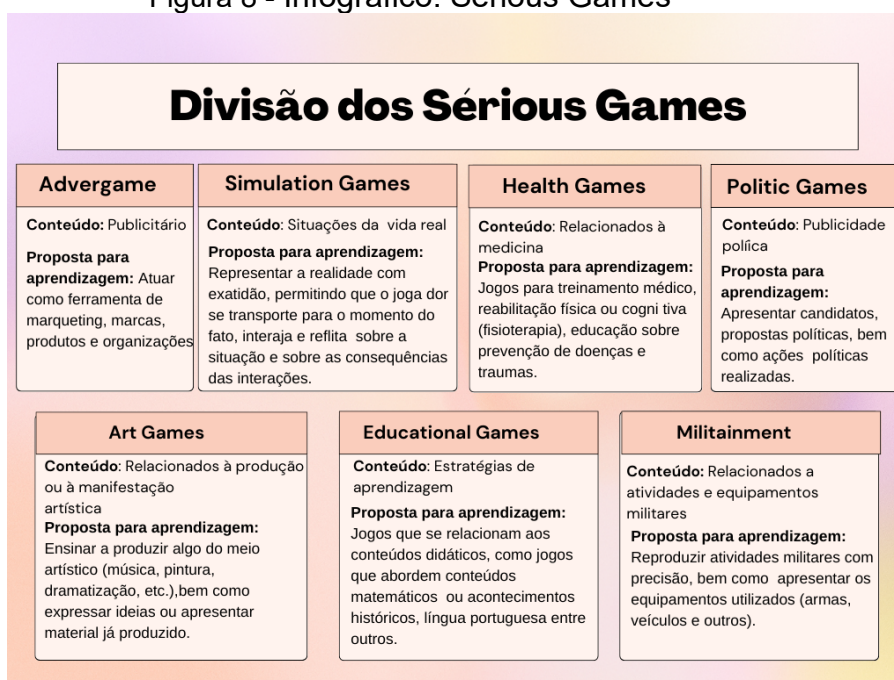 Figura 8 - Infográfico: Serious Games
Divisão dos Sérious Games
Advergame
Conteúdo: Publicitário
Proposta para
aprendizagem: Atuar
como ferramenta de
marqueting, marcas,
produtos e organizações
Simulation Games
Conteúdo: Situações da vida real
Proposta para aprendizagem:
Representar a realidade com
exatidão, permitindo que o joga dor
se transporte para o momento do
fato, interaja e reflita sobre a
situação e sobre as consequências
das interações.
Health Games
Conteúdo: Relacionados à
medicina
Proposta para aprendizagem:
Jogos para treinamento médico,
reabilitação física ou cogni tiva
(fisioterapia), educação sobre
prevenção de doenças e
traumas.
Politic Games
Conteúdo: Publicidade
políica
Proposta para
aprendizagem:
Apresentar candidatos,
propostas políticas, bem
como ações políticas
realizadas.
Art Games
Conteúdo: Relacionados à produção
ou à manifestação
artística
Proposta para aprendizagem:
Ensinar a produzir algo do meio
artístico (música, pintura,
dramatização, etc.),bem como
expressar ideias ou apresentar
material já produzido.
Educational Games
Conteúdo: Estratégias de
aprendizagem
Proposta para aprendizagem:
Jogos que se relacionam aos
conteúdos didáticos, como jogos
que abordem conteúdos
matemáticos ou acontecimentos
históricos, língua portuguesa entre
outros.
Militainment
Conteúdo: Relacionados a
atividades e equipamentos
militares
Proposta para aprendizagem:
Reproduzir atividades militares com
precisão, bem como apresentar os
equipamentos utilizados (armas,
veículos e outros).